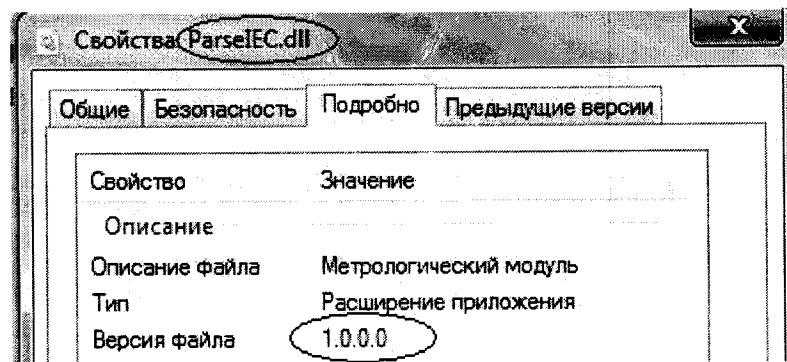 Свойства: ParseIEC.dll
Общие Безопасность Подробно Предыдущие версии
Свойство Значение
Описание
Описание файла Метрологический модуль
Тип Расширение приложения
Версия файла 1.0.0.0